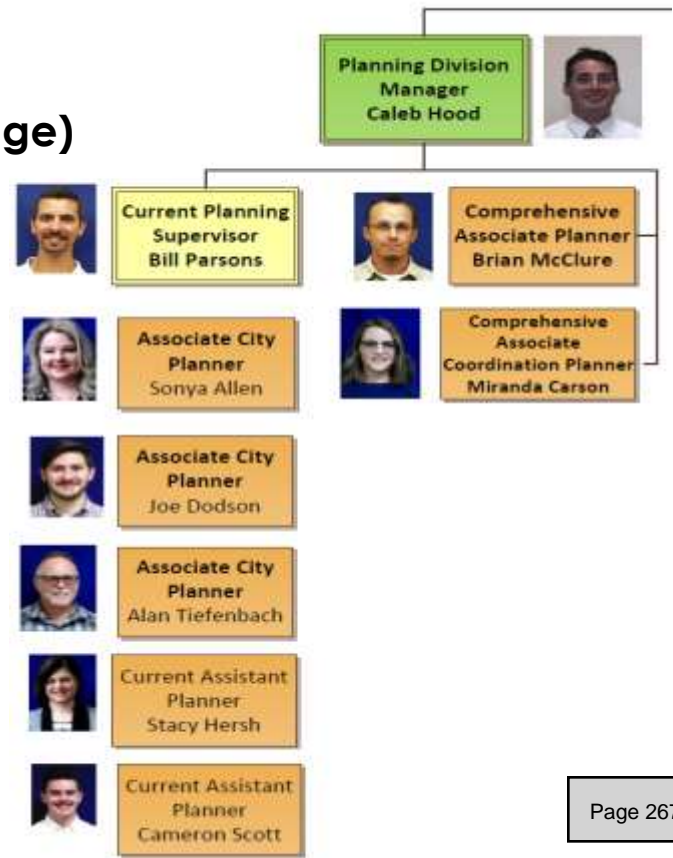 Planning Division
Manager
Caleb Hood
ge)
Current Planning
Supervisor
Bill Parsons
Comprehensive
Associate Planner
Brian McClure
Associate City
Planner
Sonya Allen
Comprehensive
Associate
Coordination Planner
Miranda Carson
Associate City
Planner
Joe Dodson
Associate City
Planner
Alan Tiefenbach
Current Assistant
Planner
Stacy Hersh
Current Assistant
Planner
Cameron Scott
Page 267